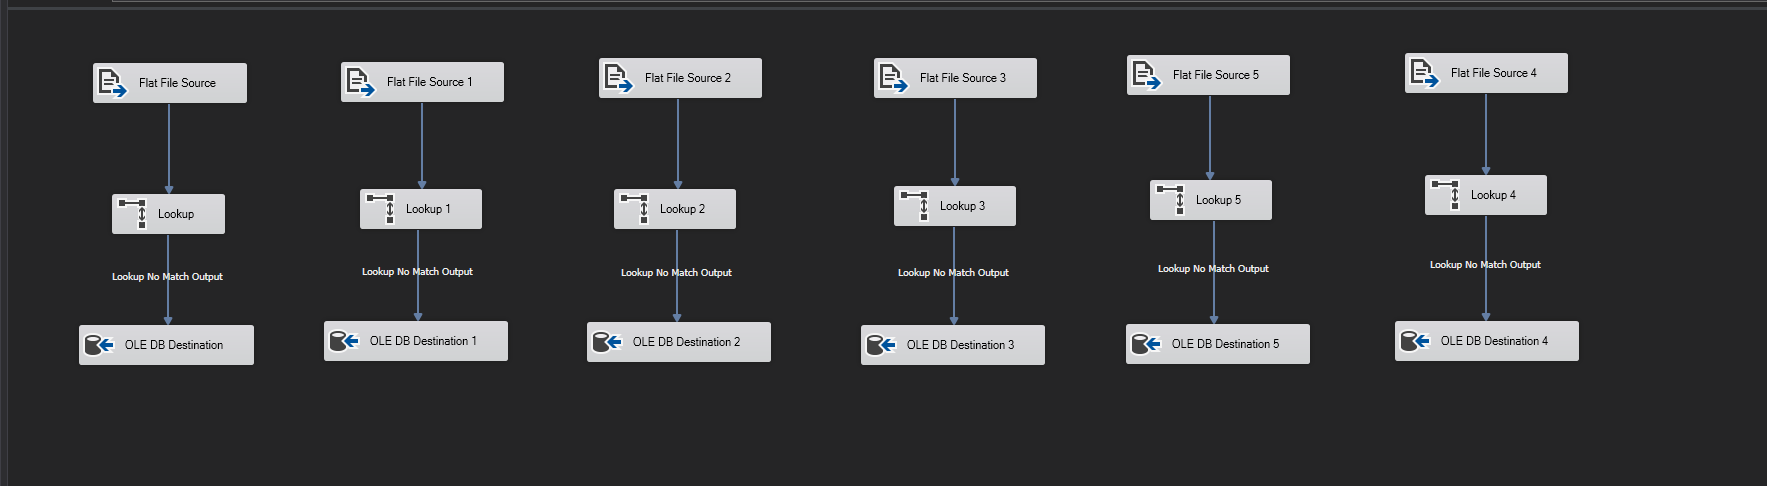 Flat File Source
Flat File Source 1
Flat File Source 2
Flat File Source 3
Flat File Source 5
Flat File Source 4
Lookup
Lookup 1
Lookup 2
Lookup 3
Lookup 5
Lookup 4
Lookup No Match Output
Lookup No Match Output
Lookup No Match Output
Lookup No Match Output
Lookup No Match Output
Lookup No Match Output
OLE DB Destination
OLE DB Destination 1
OLE DB Destination 2
OLE DB Destination 3
OLE DB Destination 5
OLE DB Destination 4